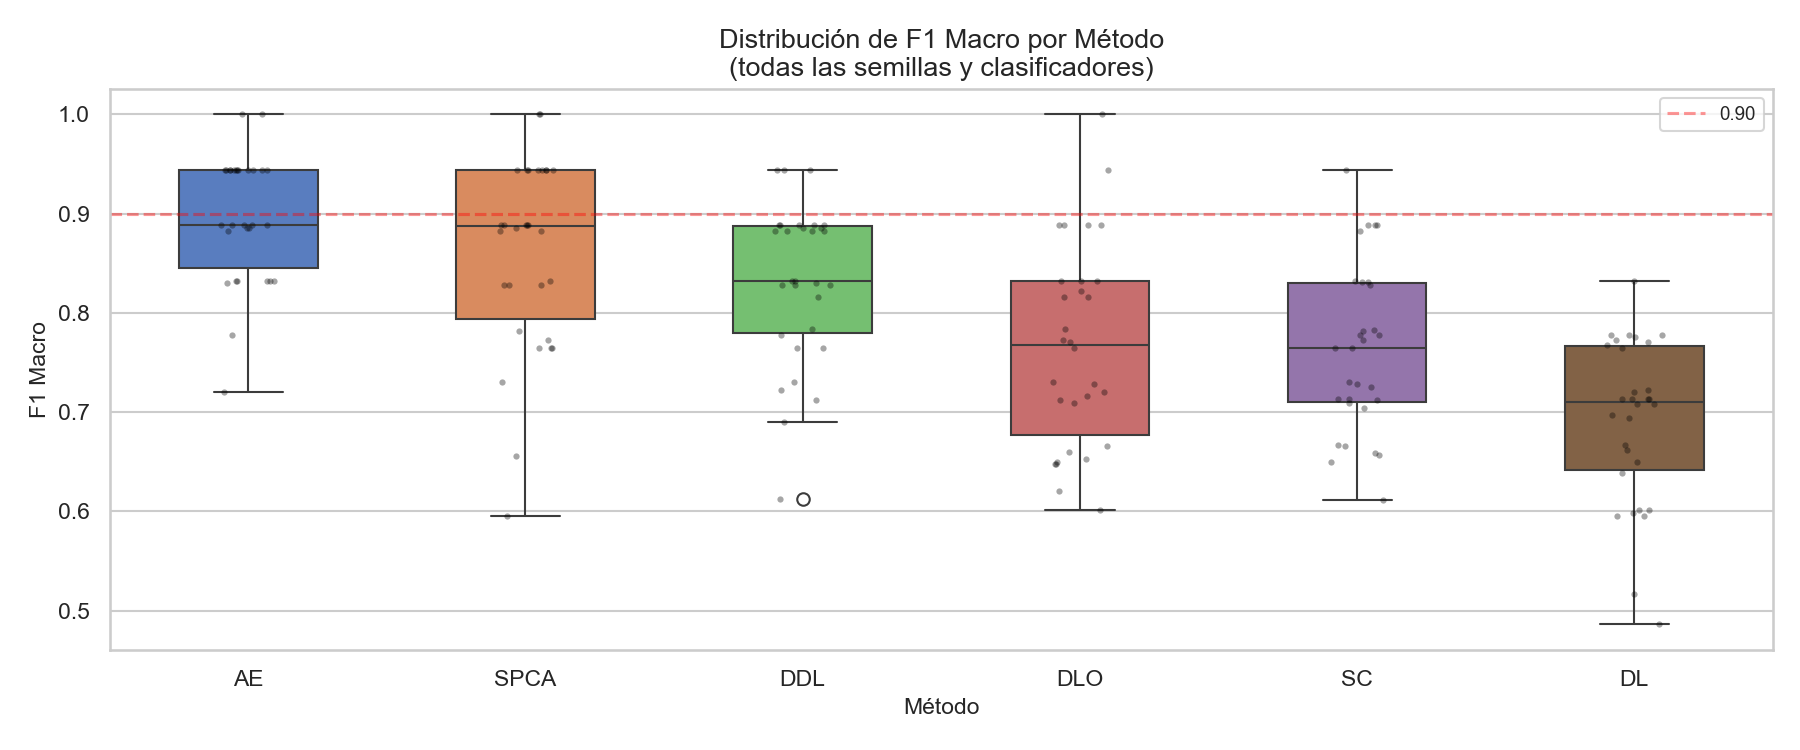 Distribución de F1 Macro por Método
(todas las semillas y clasificadores)
0.90
1.0
0.9
0.8
0.7
0.6
0.5
F1 Macro
AE SPCA DDL DLO SC DL
Método